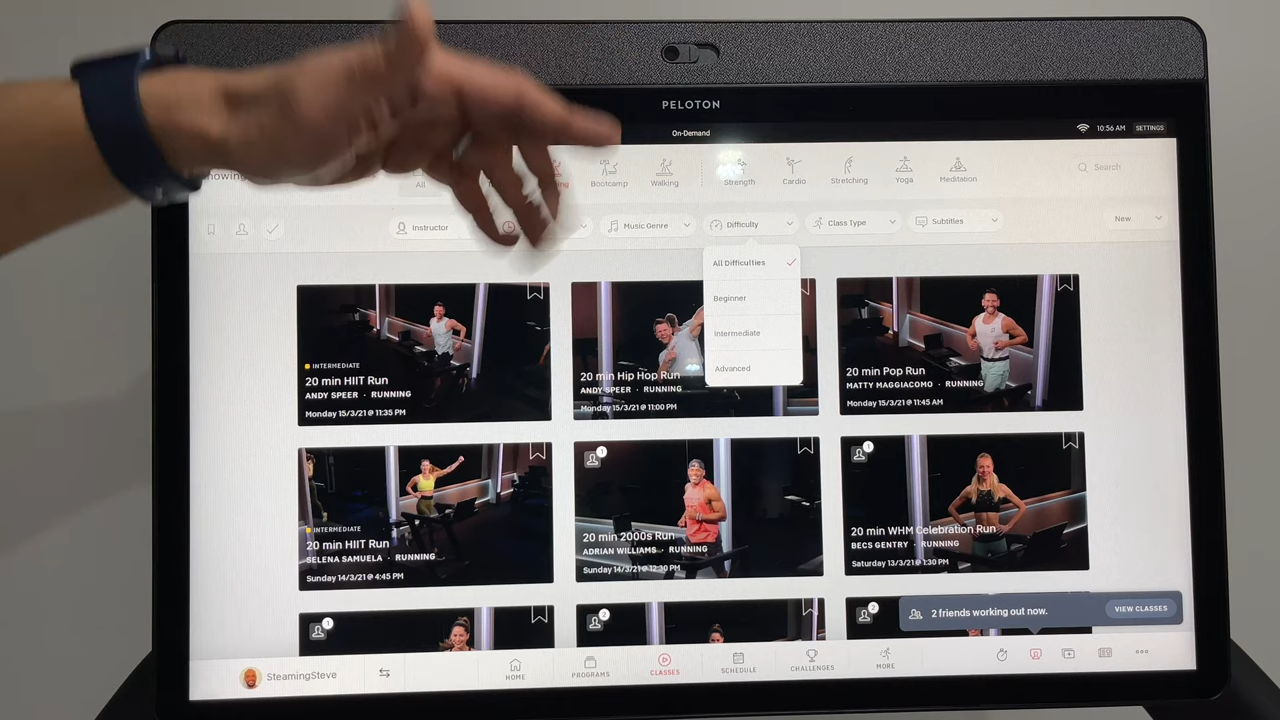 PELOTON
On-Demand
10:56 AM SETTINGS
All
Bootcamp
Walking
Strength
Cardio
Stretching
Yoga
Meditation
Search
Instructor
Music Genre
Difficulty
Class Type
Subtitles
New
All Difficulties
Beginner
Intermediate
Advanced
INTERMEDIATE
20 min HIIT Run
ANDY SPEER · RUNNING
Monday 15/3/21 @ 11:35 PM
20 min Hip Hop Run
ANDY SPEER · RUNNING
Monday 15/3/21 @ 11:00 PM
20 min Pop Run
MATTY MAGGIACOMO · RUNNING
Monday 15/3/21 @ 11:45 AM
INTERMEDIATE
20 min HIIT Run
SELENA SAMUELA · RUNNING
Sunday 14/3/21 @ 4:45 PM
1
20 min 2000s Run
ADRIAN WILLIAMS · RUNNING
Sunday 14/3/21 @ 12:30 PM
1
20 min WHM Celebration Run
BECS GENTRY · RUNNING
Saturday 13/3/21 @ 1:30 PM
1
2
2
2 friends working out now.
VIEW CLASSES
SteamingSteve
HOME
PROGRAMS
CLASSES
SCHEDULE
CHALLENGES
MORE